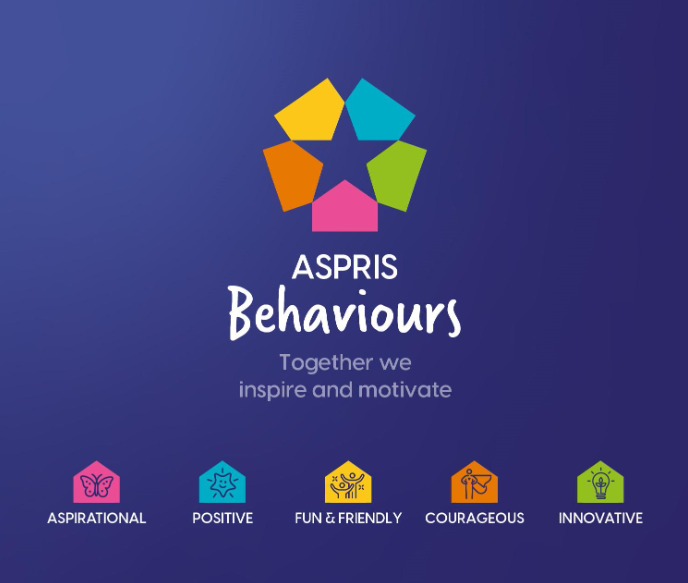 ASPRIS
Behaviours
Together we
inspire and motivate
ASPIRATIONAL
POSITIVE
FUN & FRIENDLY
COURAGEOUS
INNOVATIVE